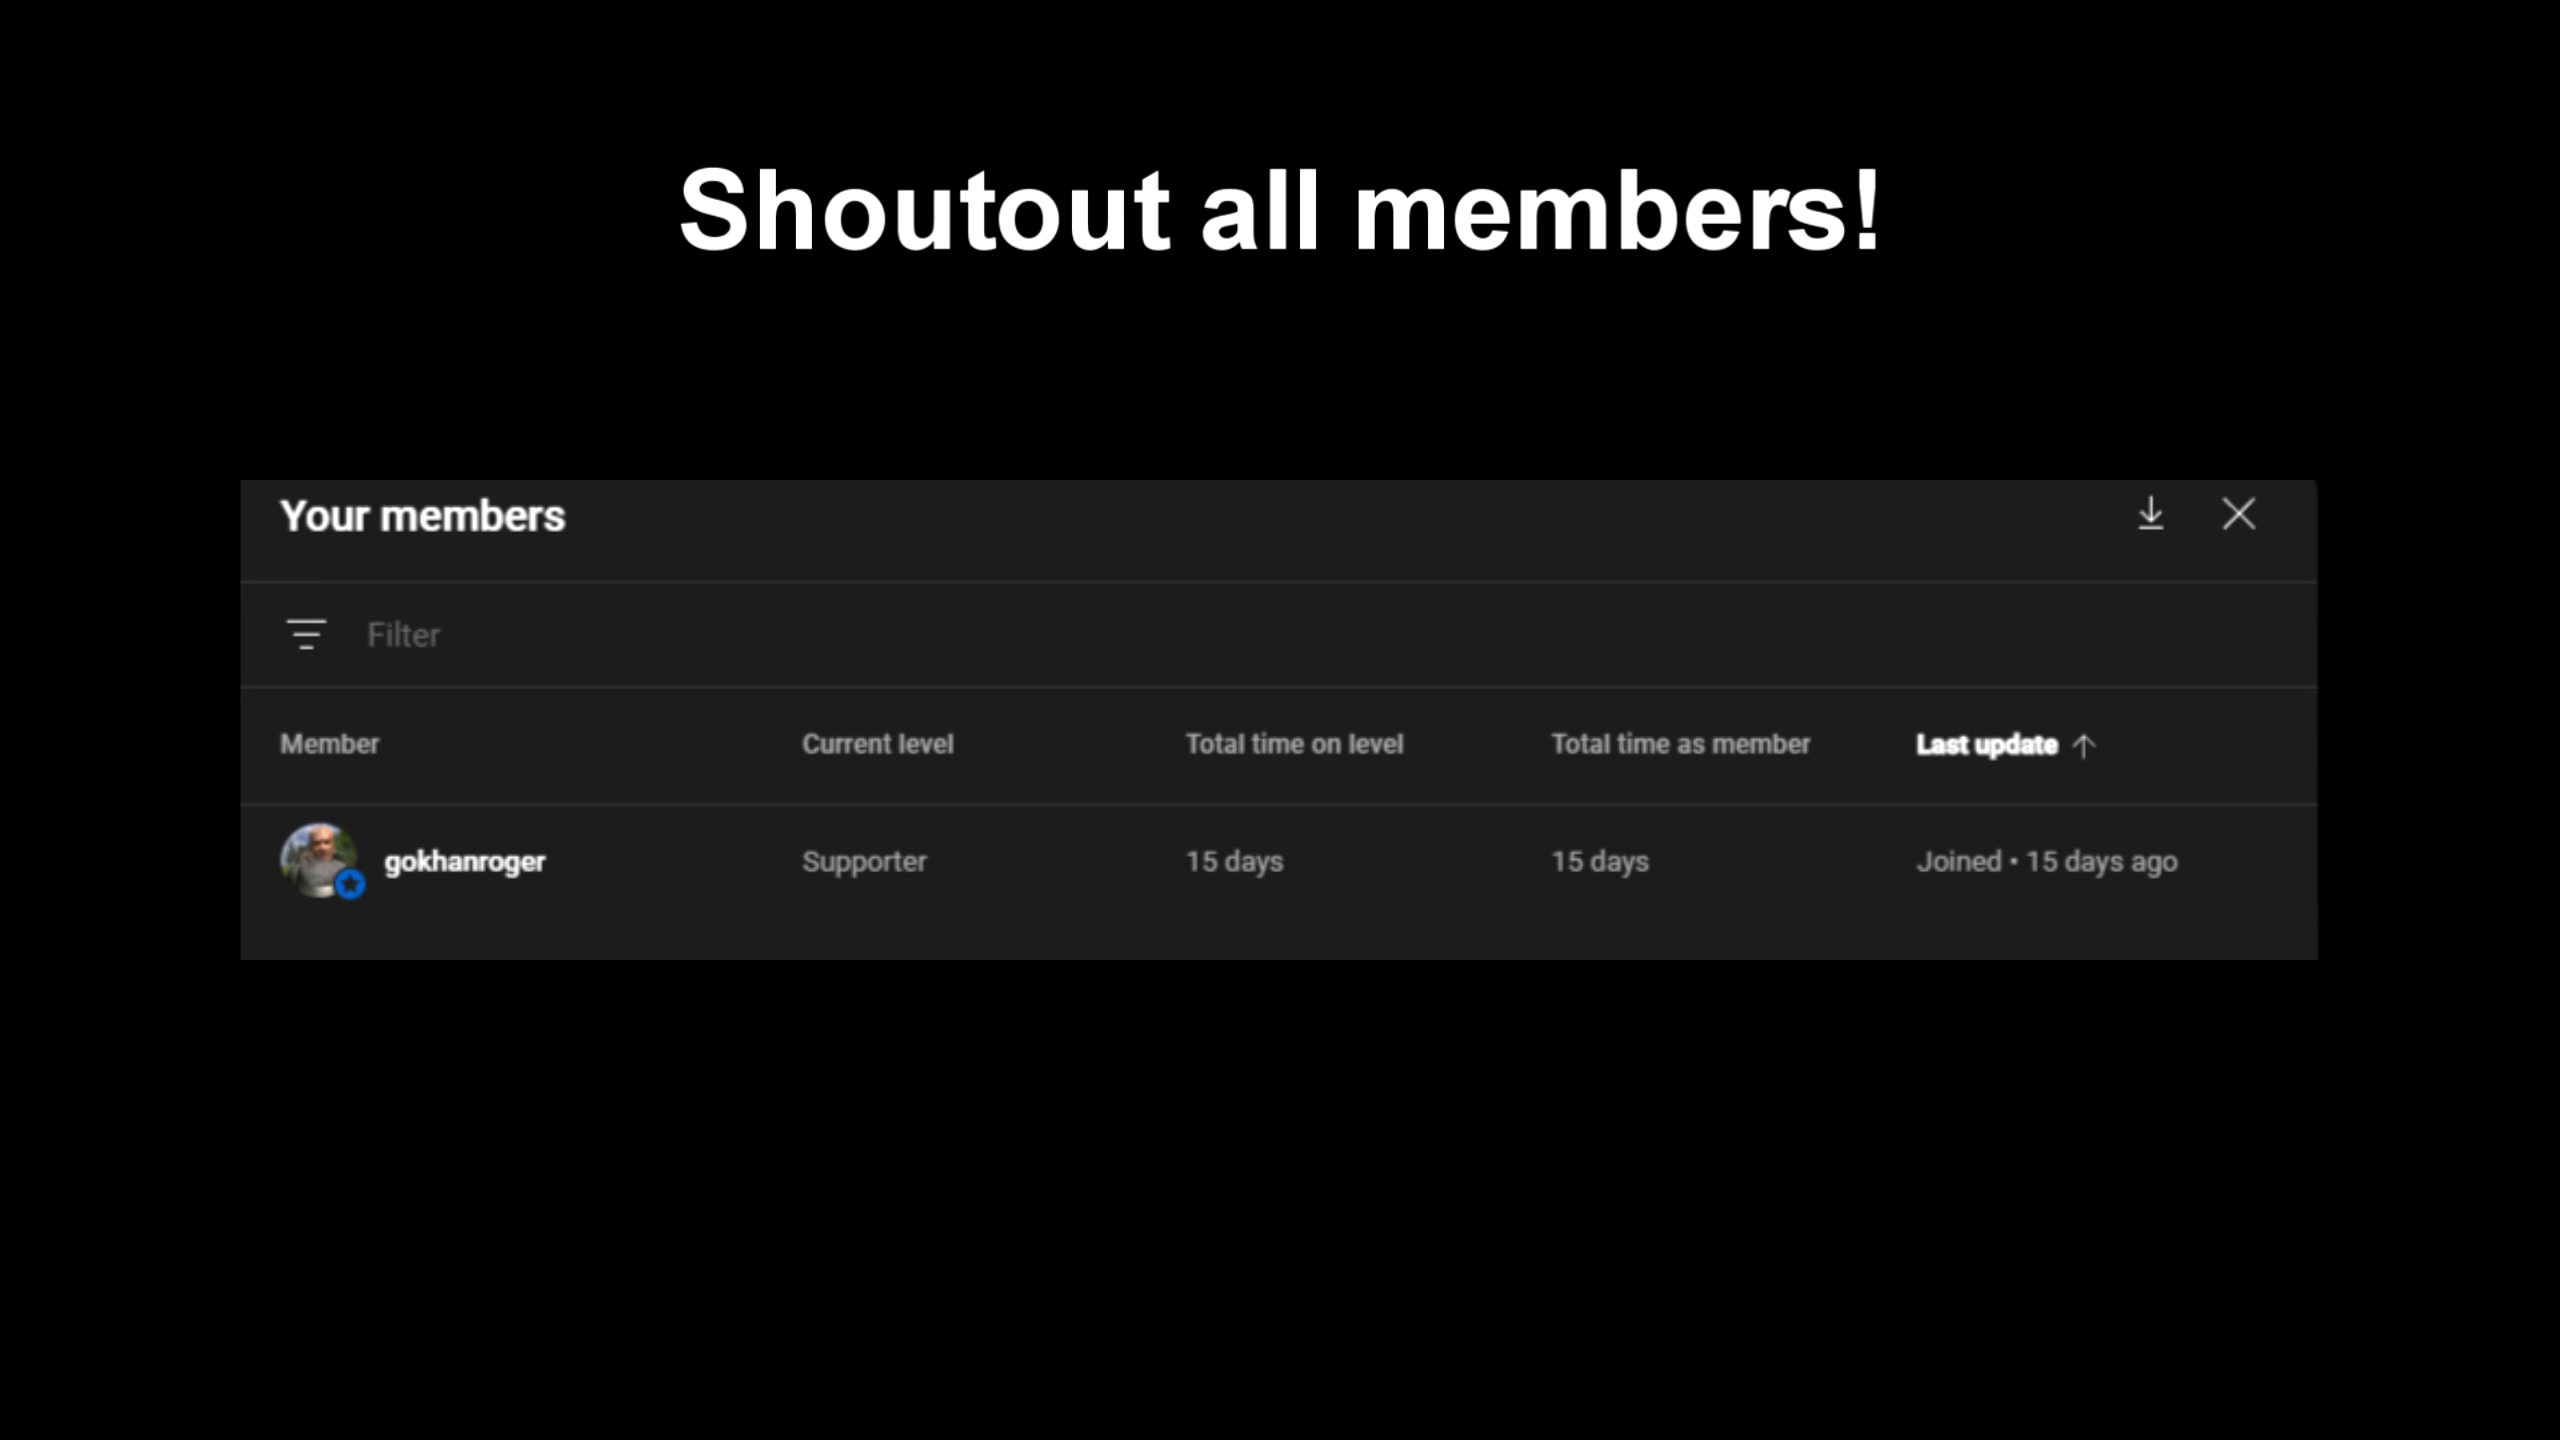 Shoutout all members!
Your members
Filter
Member Current level Total time on level Total time as member Last update
gokhanroger Supporter 15 days 15 days Joined • 15 days ago